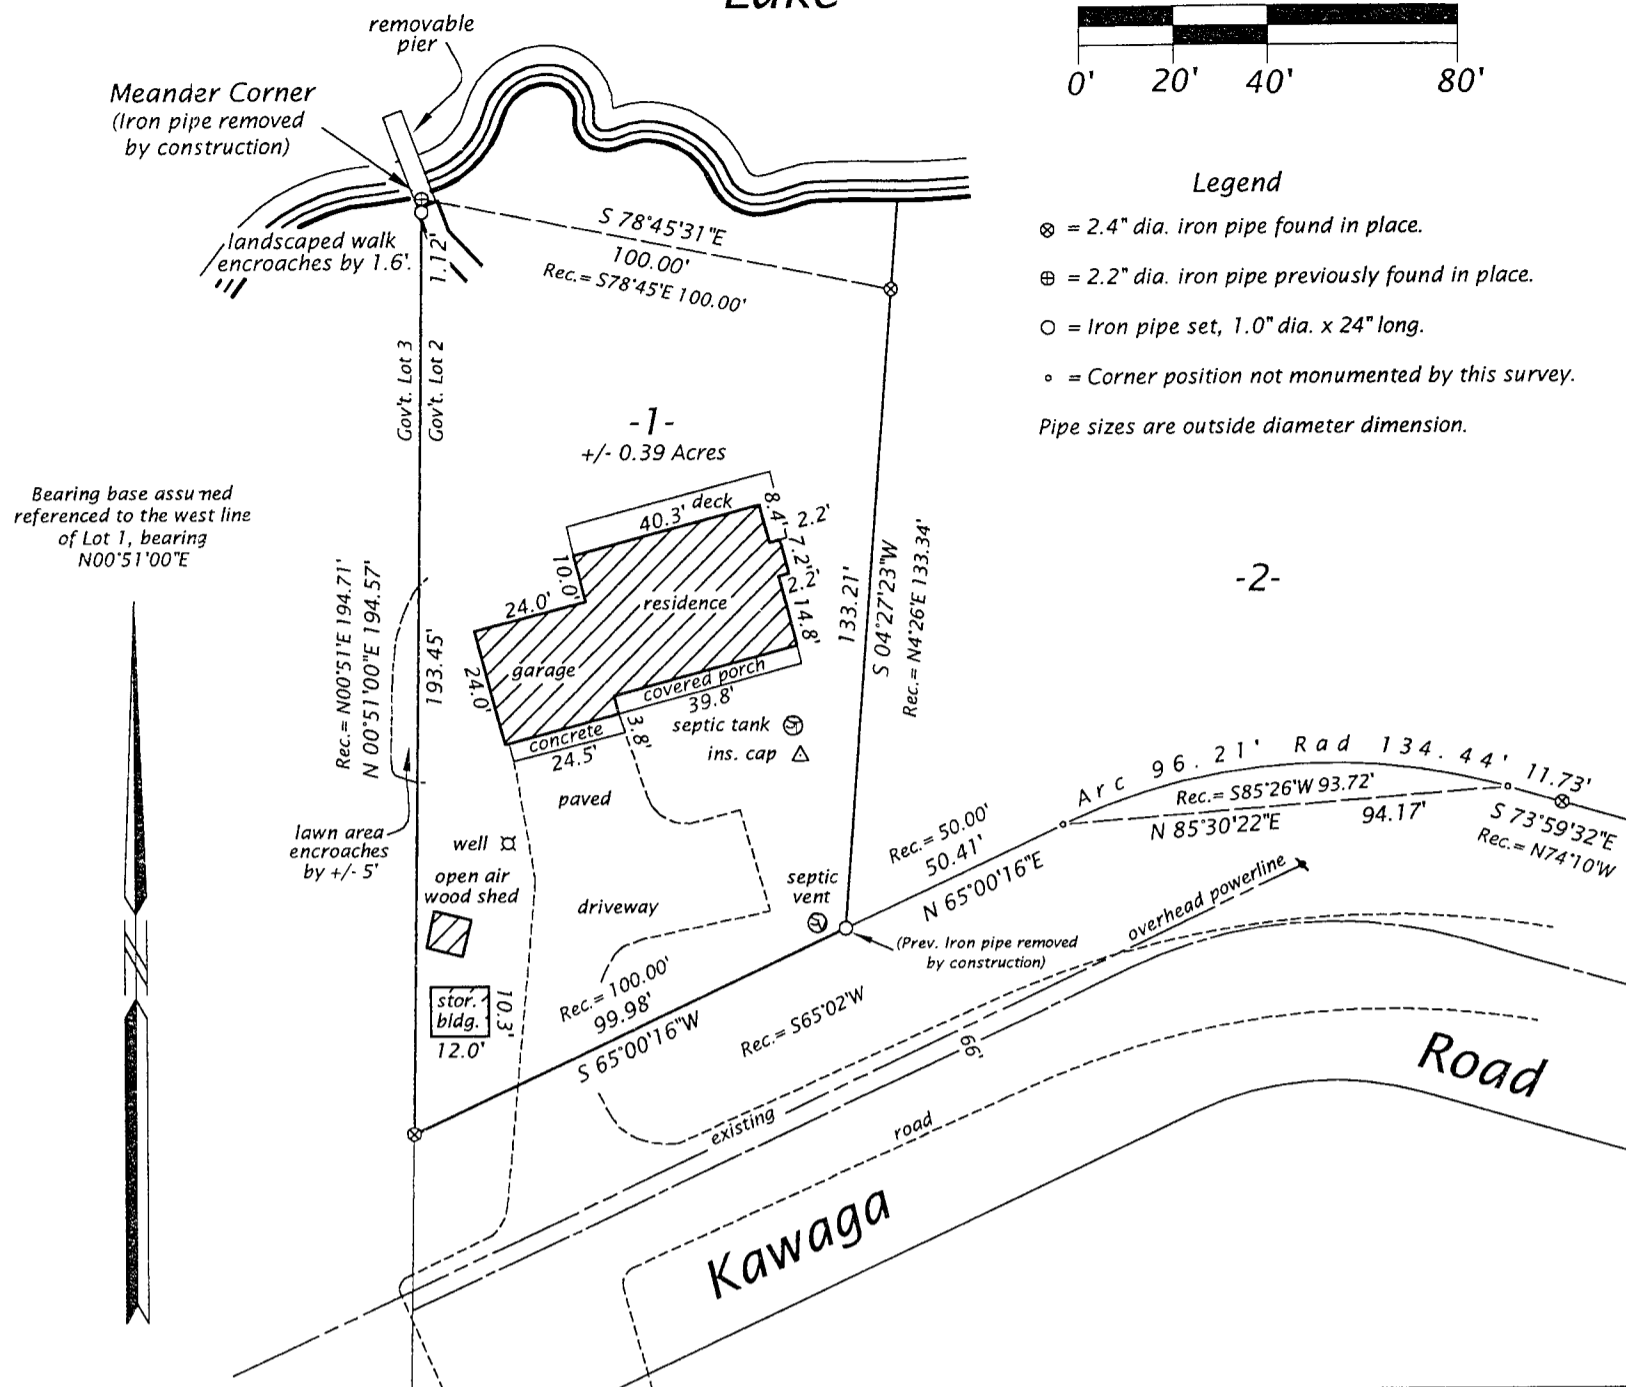 Lake
removable
pier
0' 20' 40' 80'
Meander Corner
(Iron pipe removed
by construction)
Legend
⊗ = 2.4" dia. iron pipe found in place.
⊕ = 2.2" dia. iron pipe previously found in place.
○ = Iron pipe set, 1.0" dia. x 24" long.
∘ = Corner position not monumented by this survey.
Pipe sizes are outside diameter dimension.
landscaped walk
encroaches by 1.6'.
1.12'
S 78°45'31"E
100.00'
Rec.= S78°45'E 100.00'
Gov't. Lot 3
Gov't. Lot 2
-1-
+/- 0.39 Acres
Bearing base assumed
referenced to the west line
of Lot 1, bearing
N00°51'00"E
Rec.= N00°51'E 194.71'
N 00°51'00"E 194.57'
193.45'
deck
40.3'
8.4'
2.2'
7.2'
2.2'
14.8'
10.0'
24.0'
residence
garage
24.0'
covered porch
39.8'
concrete
24.5'
3.8'
133.21'
S 04°27'23"W
Rec.= N4°26'E 133.34'
-2-
septic tank
ins. cap
paved
lawn area
encroaches
by +/- 5'
well
open air
wood shed
driveway
septic
vent
stor.
bldg.
10.3'
12.0'
Rec.= 50.00'
50.41'
N 65°00'16"E
Arc 96.21' Rad 134.44'
Rec.= S85°26'W 93.72'
N 85°30'22"E
94.17'
11.73'
S 73°59'32"E
Rec.= N74°10'W
overhead powerline
(Prev. Iron pipe removed
by construction)
Rec.= 100.00'
99.98'
S 65°00'16"W
Rec.= S65°02'W
66'
existing
road
Kawaga
Road